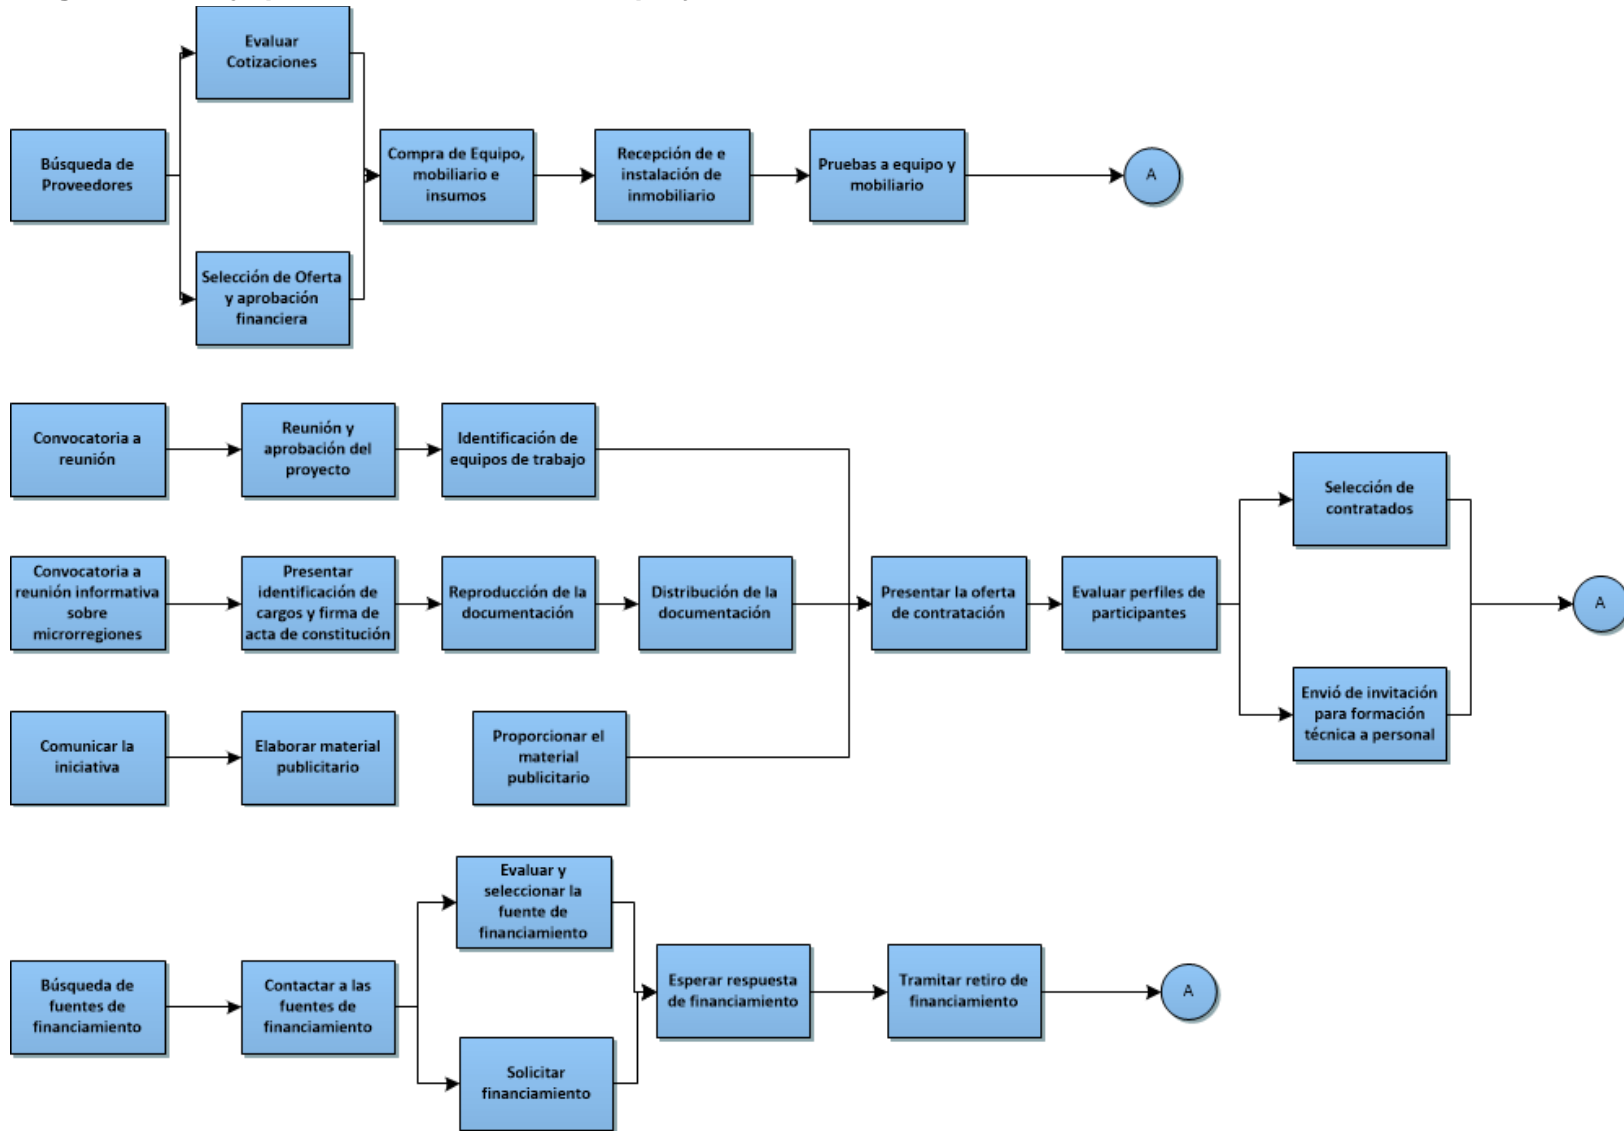 Evaluar
Cotizaciones
Búsqueda de
Proveedores
Compra de Equipo,
mobiliario e
insumos
Recepción de e
instalación de
inmobiliario
Pruebas a equipo y
mobiliario
A
Selección de Oferta
y aprobación
financiera
Convocatoria a
reunión
Reunión y
aprobación del
proyecto
Identificación de
equipos de trabajo
Selección de
contratados
Convocatoria a
reunión informativa
sobre
microrregiones
Presentar
identificación de
cargos y firma de
acta de constitución
Reproducción de la
documentación
Distribución de la
documentación
Presentar la oferta
de contratación
Evaluar perfiles de
participantes
A
Envió de invitación
para formación
técnica a personal
Comunicar la
iniciativa
Elaborar material
publicitario
Proporcionar el
material
publicitario
Evaluar y
seleccionar la
fuente de
financiamiento
Búsqueda de
fuentes de
financiamiento
Contactar a las
fuentes de
financiamiento
Esperar respuesta
de financiamiento
Tramitar retiro de
financiamiento
A
Solicitar
financiamiento